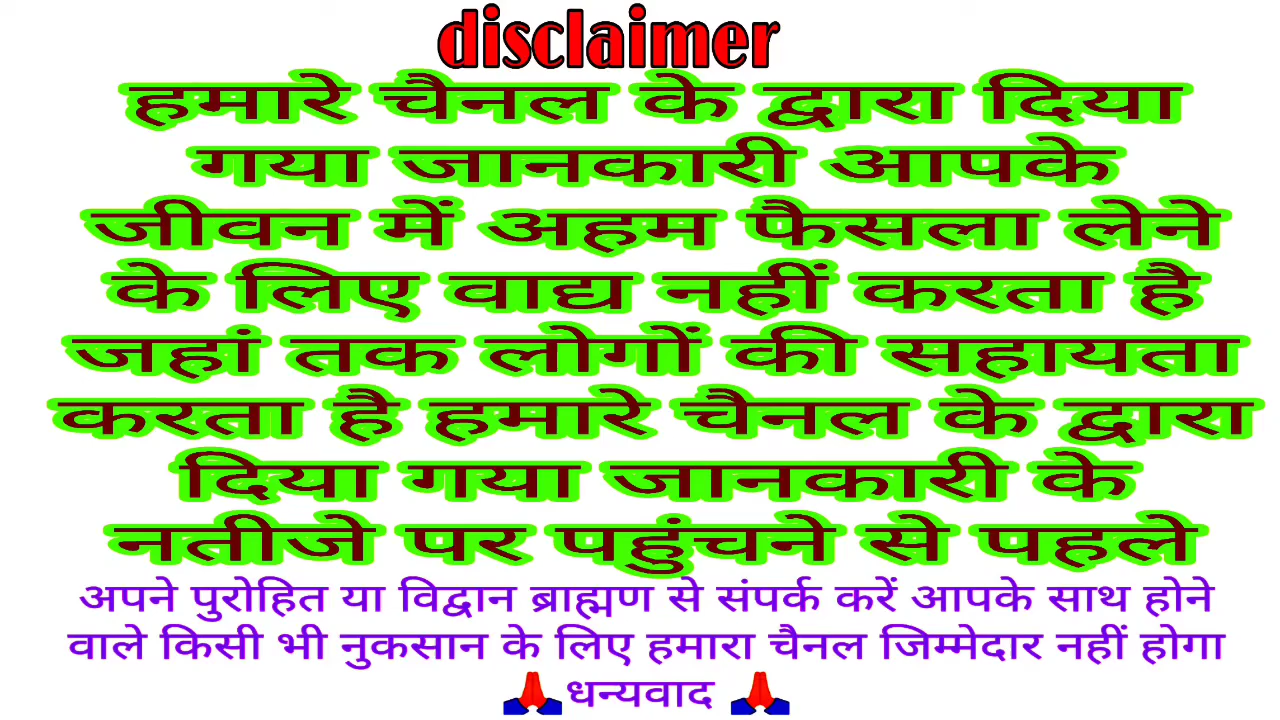 disclaimer
हमारे चैनल के द्वारा दिया
गया जानकारी आपके
जीवन में अहम फैसला लेने
के लिए वाद्य नहीं करता है
जहां तक लोगों की सहायता
करता है हमारे चैनल के द्वारा
दिया गया जानकारी के
नतीजे पर पहुंचने से पहले
अपने पुरोहित या विद्वान ब्राह्मण से संपर्क करें आपके साथ होने
वाले किसी भी नुकसान के लिए हमारा चैनल जिम्मेदार नहीं होगा
🙏धन्यवाद 🙏